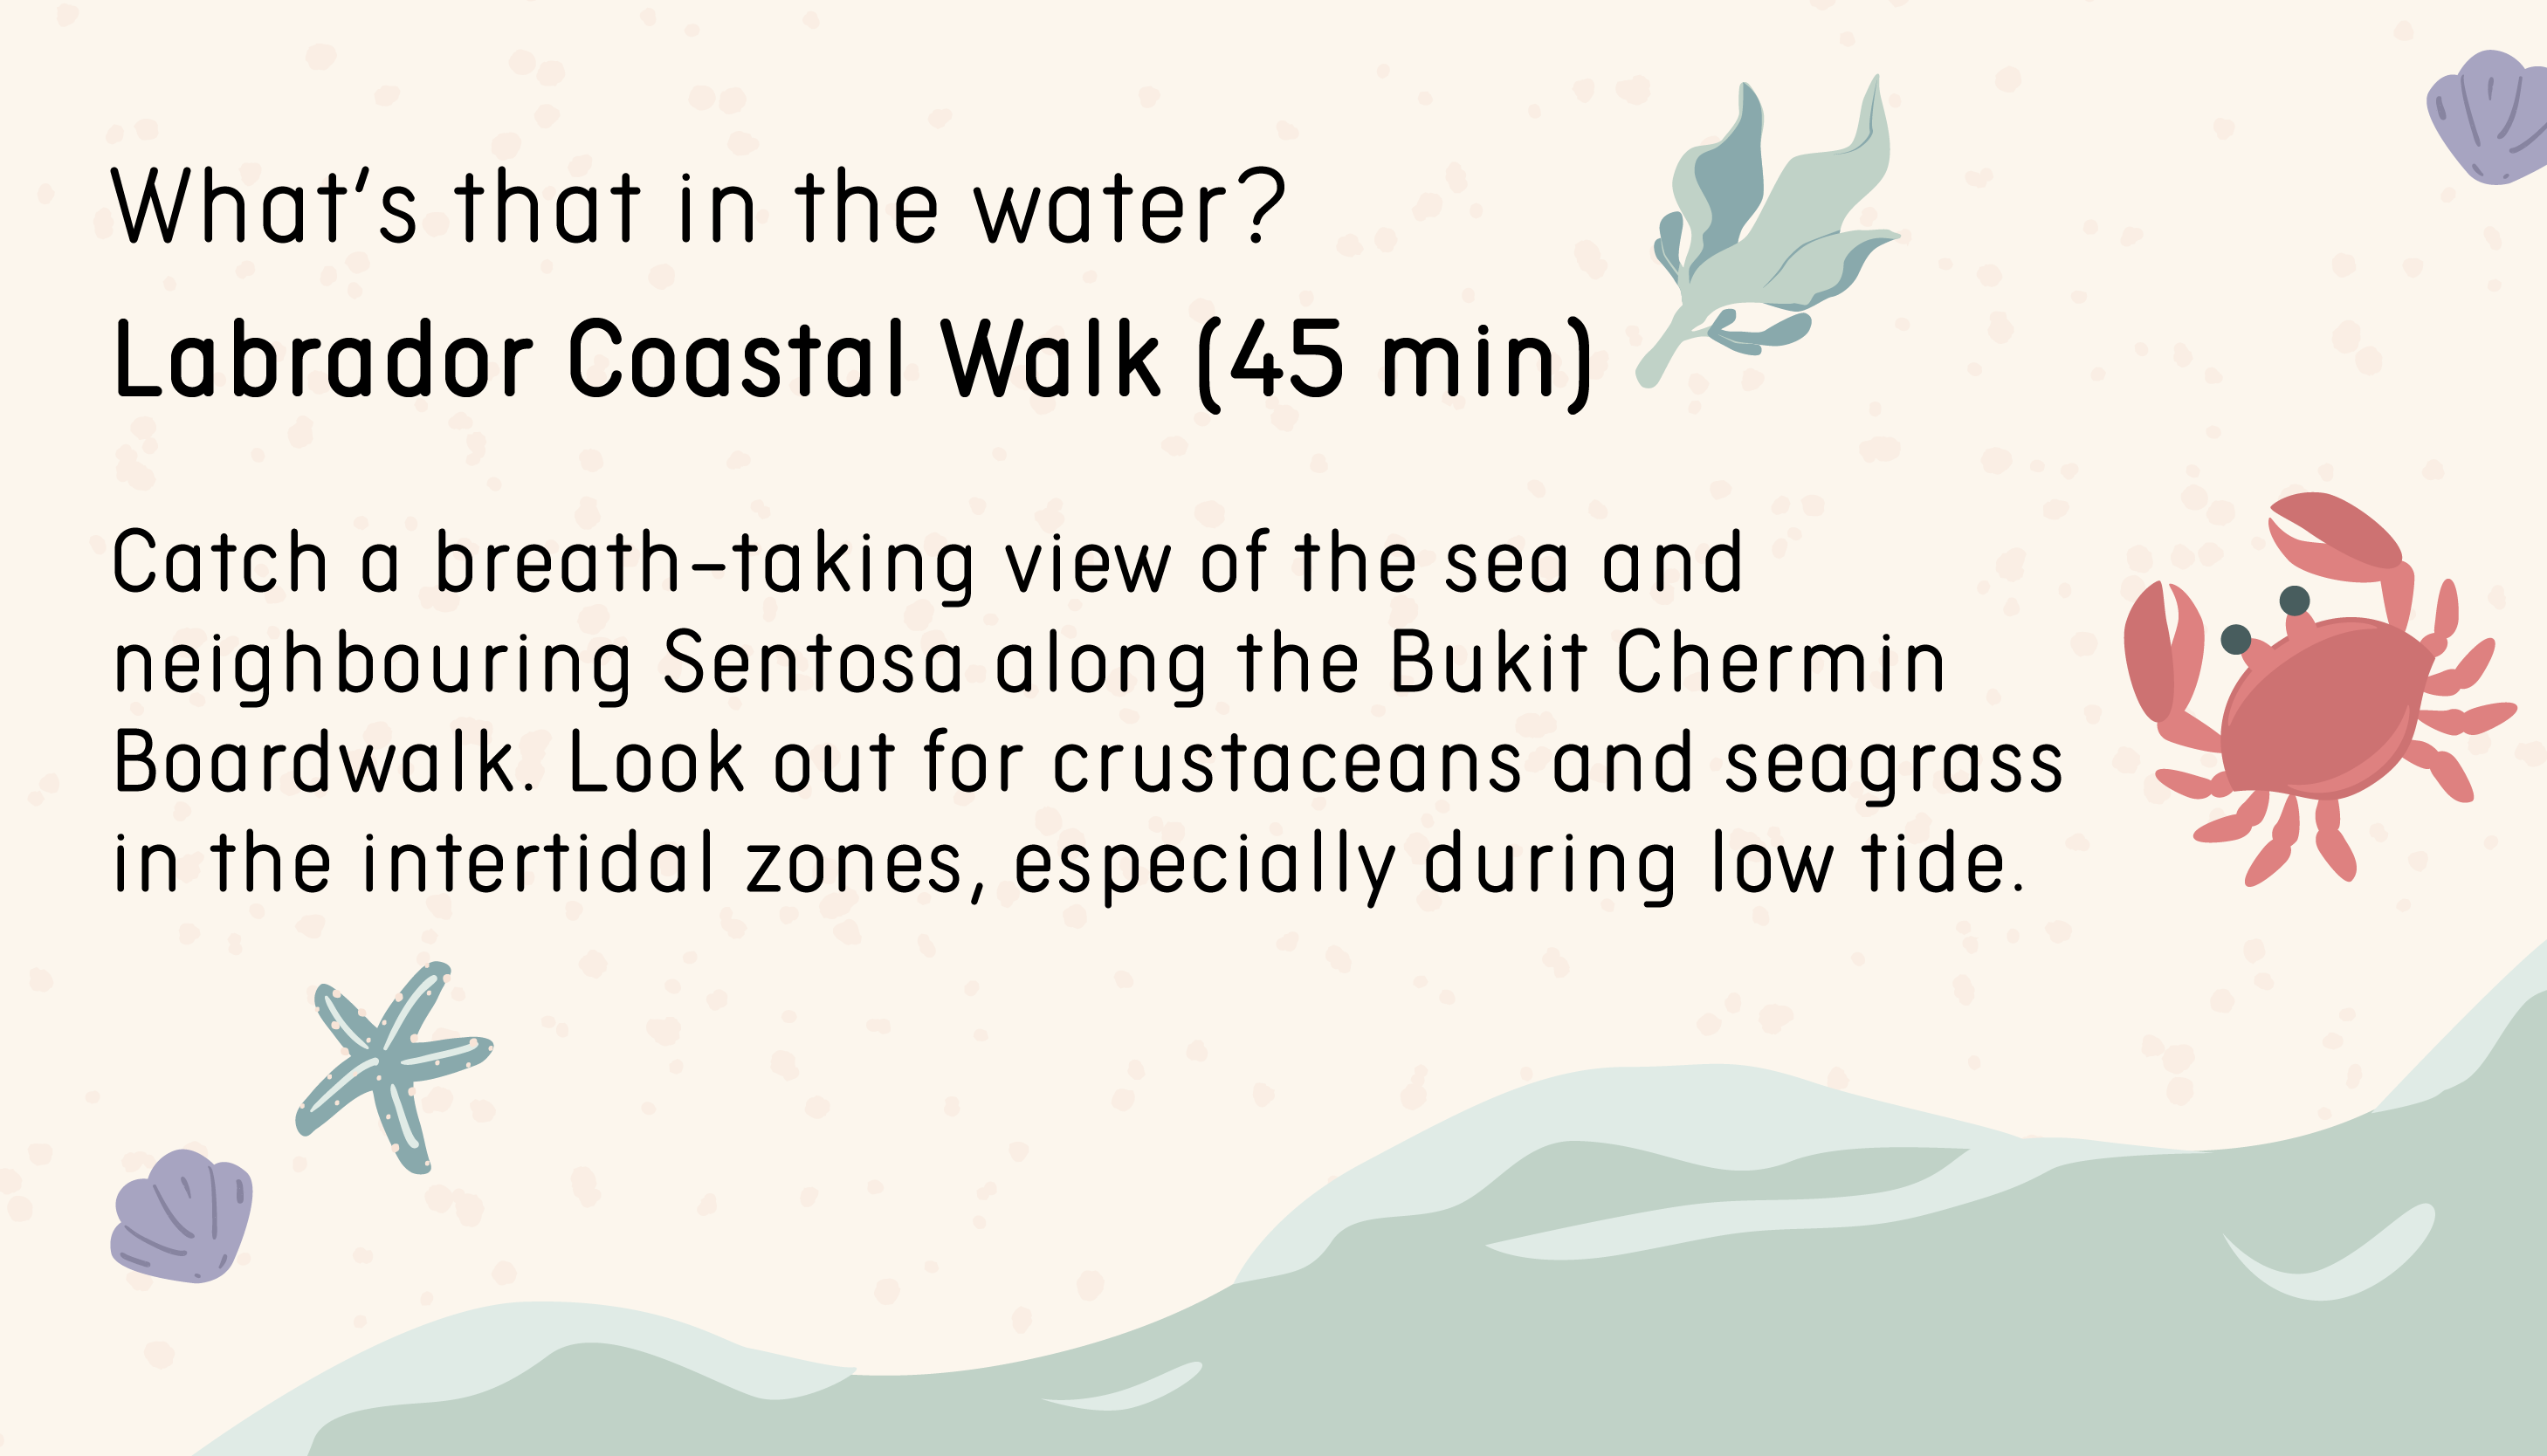 What's that in the water?
Labrador Coastal Walk (45 min)
Catch a breath-taking view of the sea and
neighbouring Sentosa along the Bukit Chermin
Boardwalk. Look out for crustaceans and seagrass
in the intertidal zones, especially during low tide.